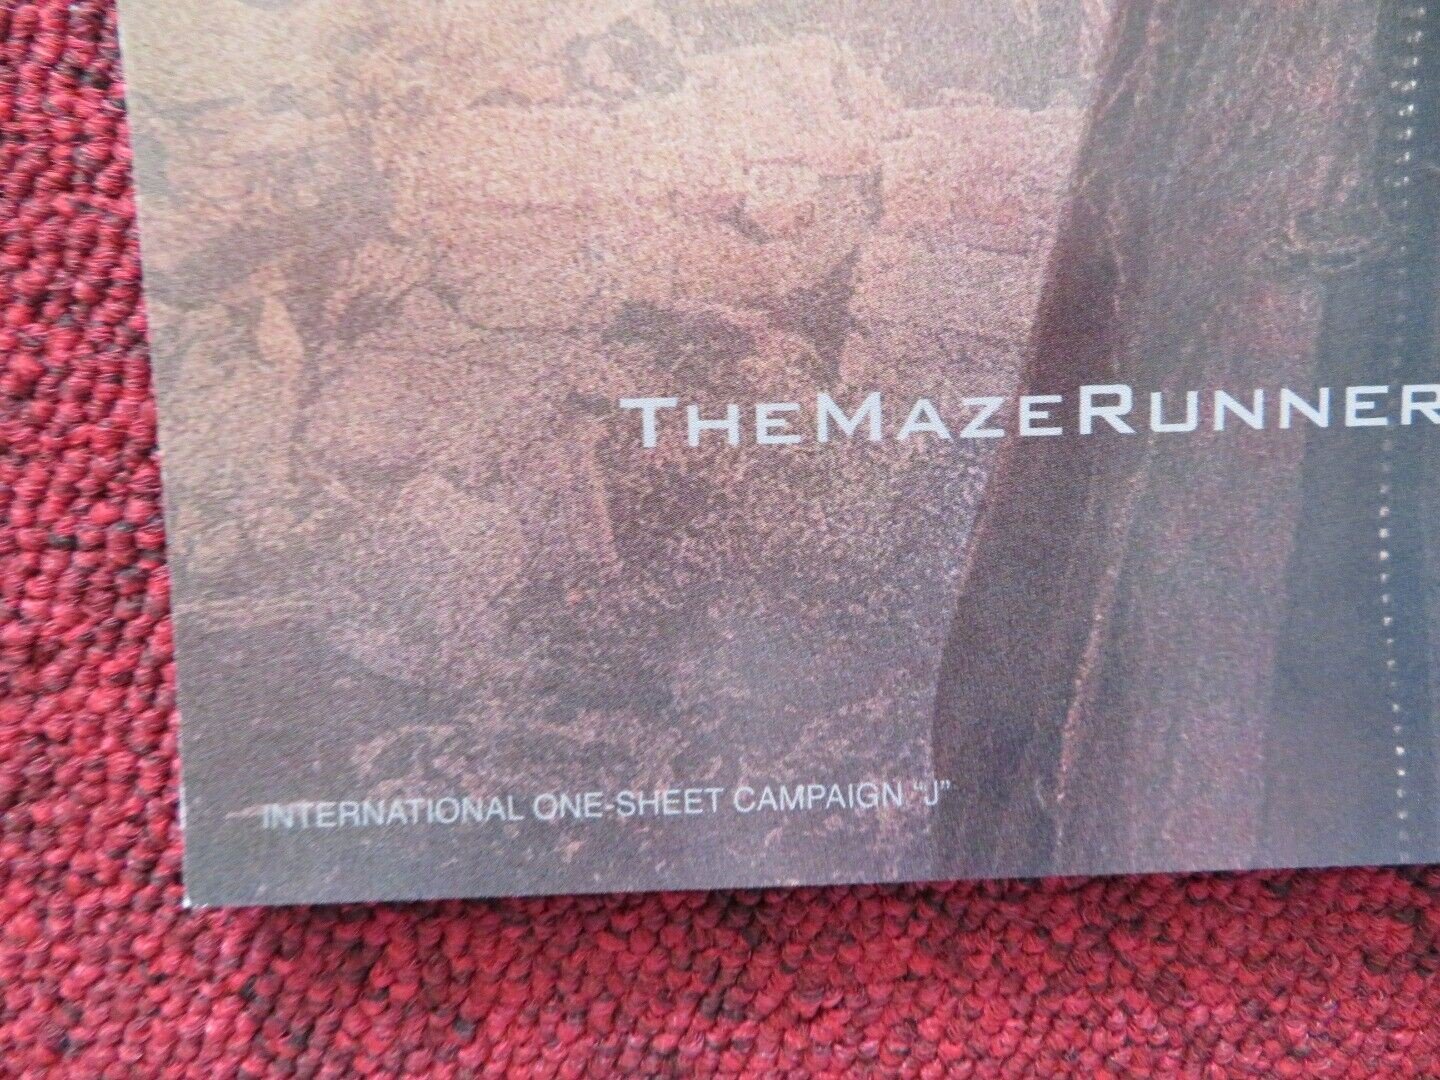 THEMAZERUNNER
INTERNATIONAL ONE-SHEET CAMPAIGN "J"